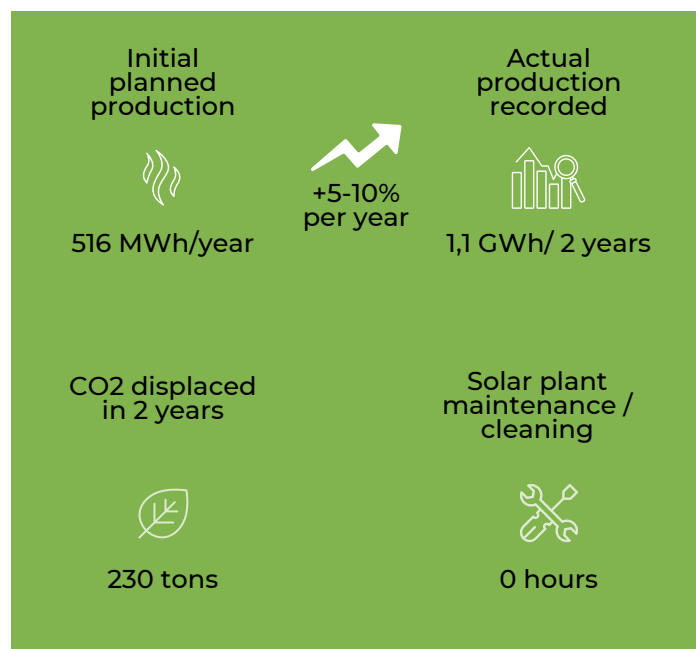 Initial
planned
production
516 MWh/year
+5-10%
per year
Actual
production
recorded
1,1 GWh/ 2 years
CO2 displaced
in 2 years
230 tons
Solar plant
maintenance /
cleaning
0 hours